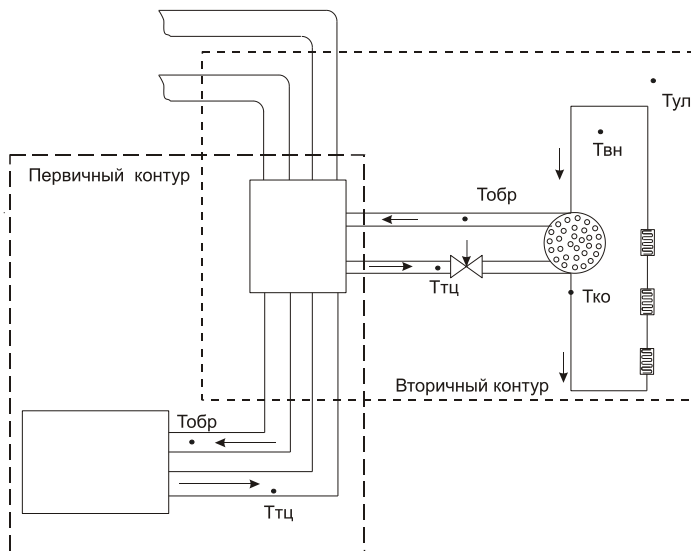 Тул
Твн
Первичный контур
Тобр
Ттц
Тко
Вторичный контур
Тобр
Ттц